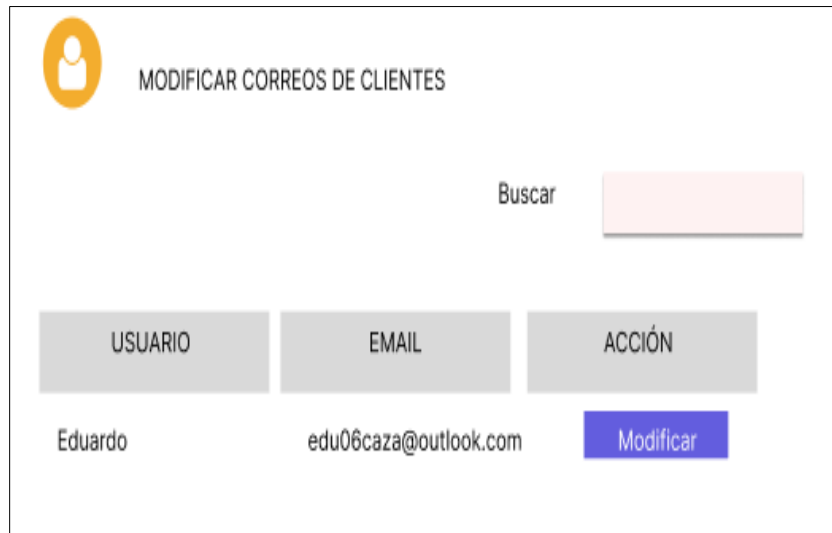 MODIFICAR CORREOS DE CLIENTES
Buscar
USUARIO EMAIL ACCIÓN
Eduardo edu06caza@outlook.com Modificar